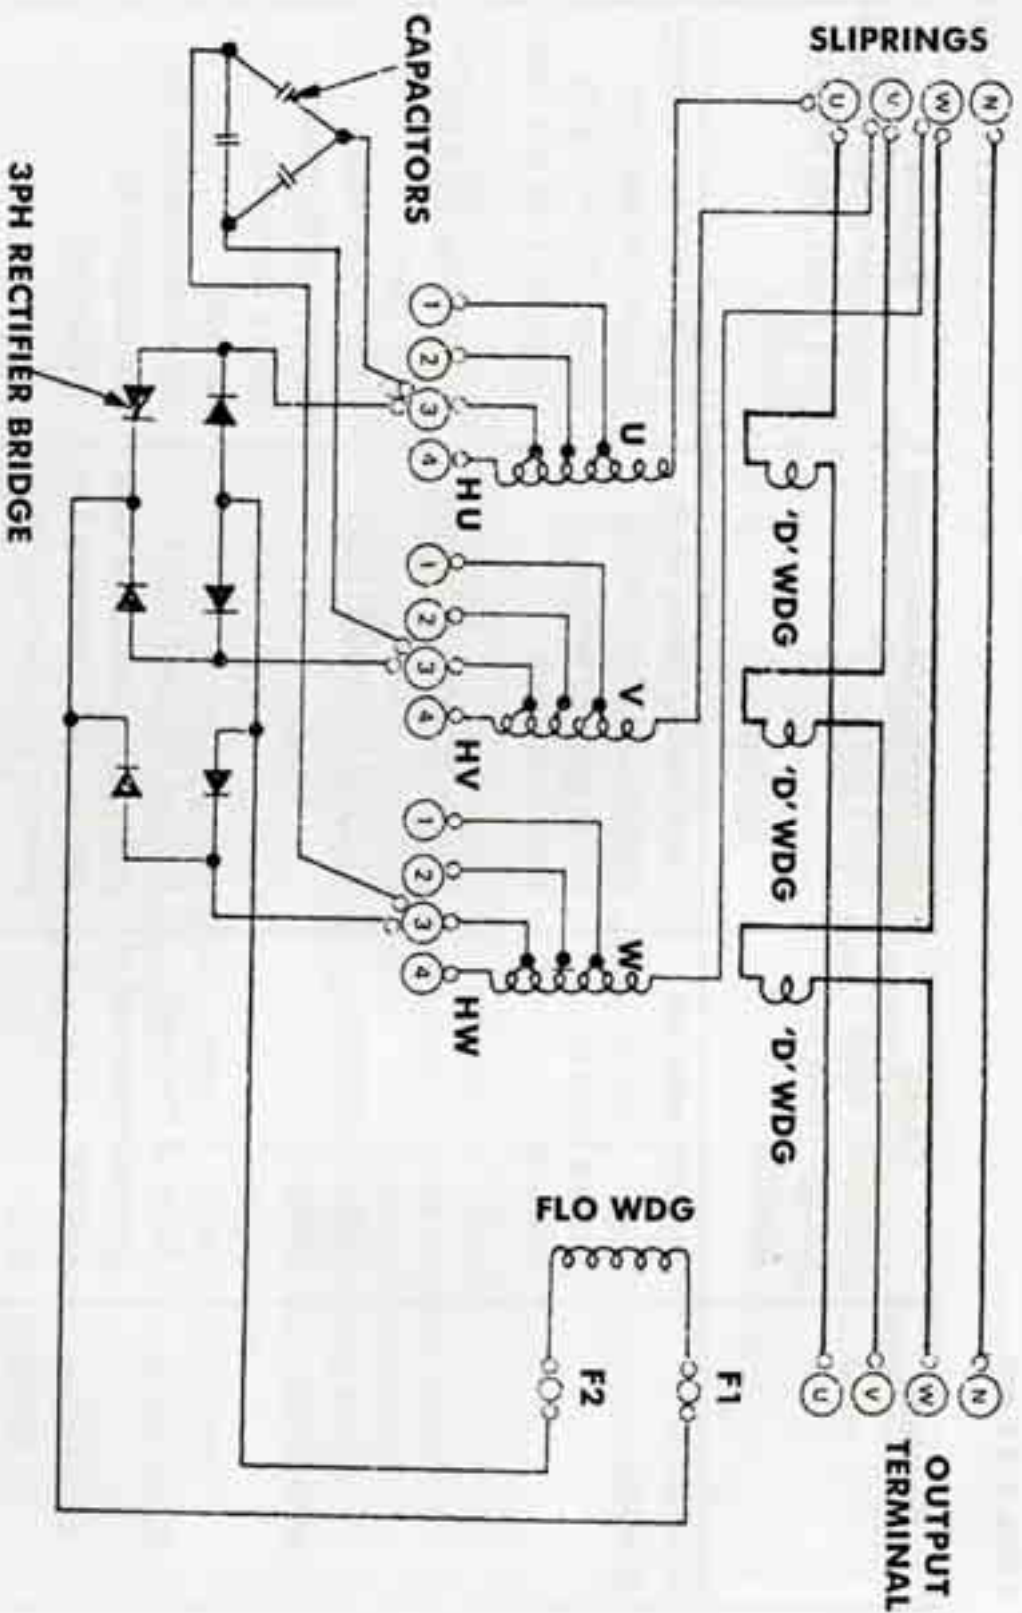 SLIPRINGS
U V W N
CAPACITORS
3PH RECTIFIER BRIDGE
1
2
3
4
U
HU
1
2
3
4
V
HV
1
2
3
4
W
HW
'D' WDG
'D' WDG
'D' WDG
FLO WDG
F1
F2
U V W N
OUTPUT
TERMINAL